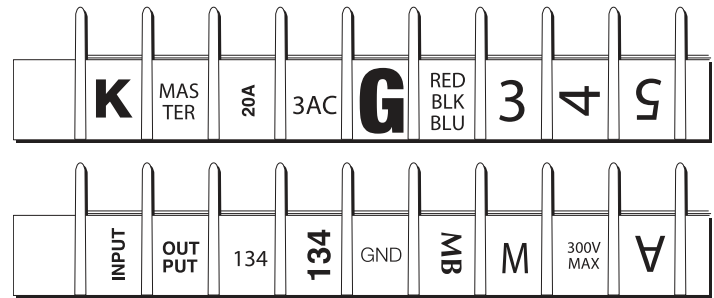 K
MAS
TER
20A
3AC
G
RED
BLK
BLU
3
4
5
INPUT
OUT
PUT
134
134
GND
MB
M
300V
MAX
A